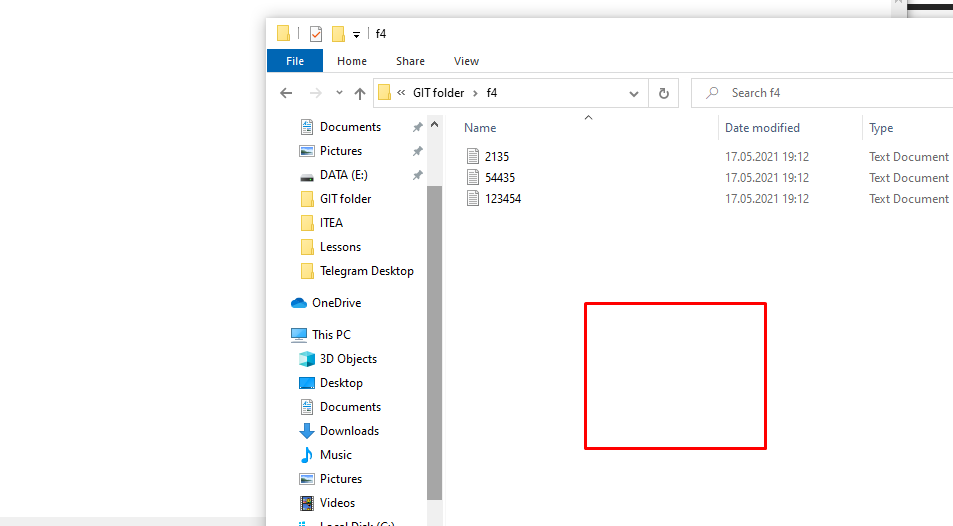 f4
File Home Share View
GIT folder f4
Search f4
Name Date modified Type
2135 17.05.2021 19:12 Text Document
54435 17.05.2021 19:12 Text Document
123454 17.05.2021 19:12 Text Document
Documents
Pictures
DATA (E:)
GIT folder
ITEA
Lessons
Telegram Desktop
OneDrive
This PC
3D Objects
Desktop
Documents
Downloads
Music
Pictures
Videos
Local Disk (C:)